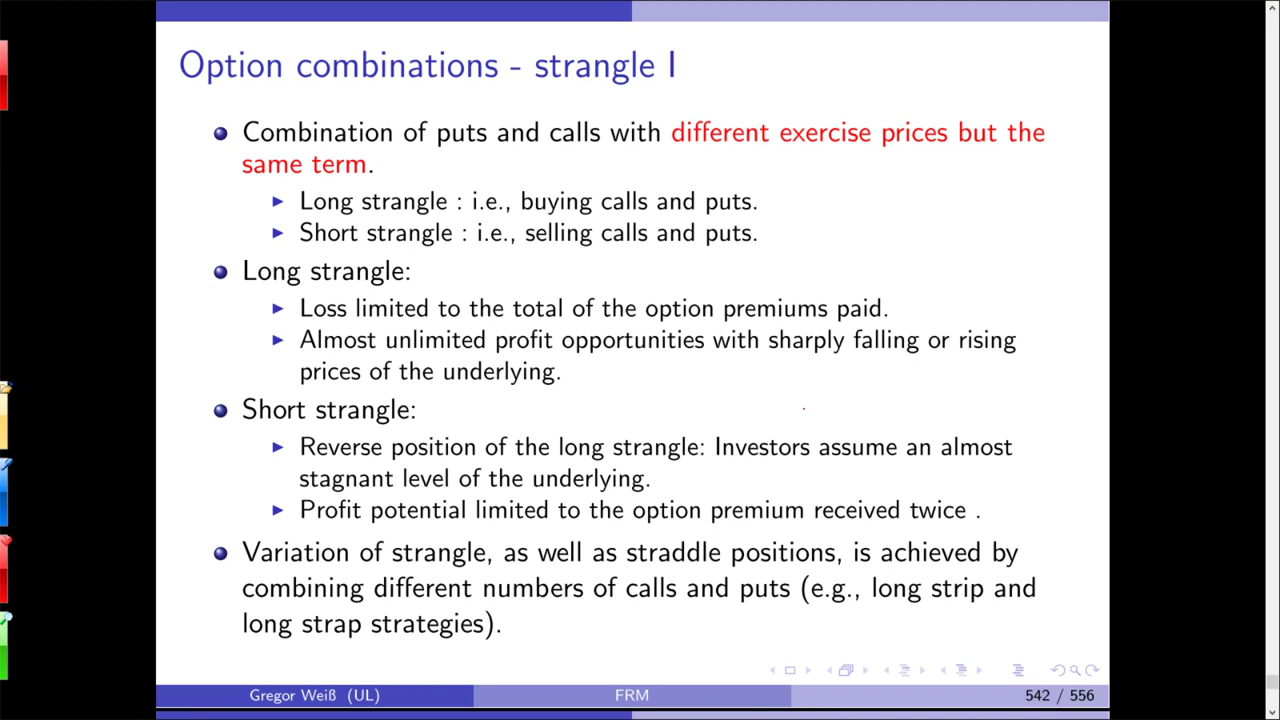 Option combinations - strangle I
Combination of puts and calls with different exercise prices but the
same term.
Long strangle : i.e., buying calls and puts.
Short strangle : i.e., selling calls and puts.
Long strangle:
Loss limited to the total of the option premiums paid.
Almost unlimited profit opportunities with sharply falling or rising
prices of the underlying.
Short strangle:
Reverse position of the long strangle: Investors assume an almost
stagnant level of the underlying.
Profit potential limited to the option premium received twice .
Variation of strangle, as well as straddle positions, is achieved by
combining different numbers of calls and puts (e.g., long strip and
long strap strategies).
Gregor Weiß (UL) FRM 542 / 556